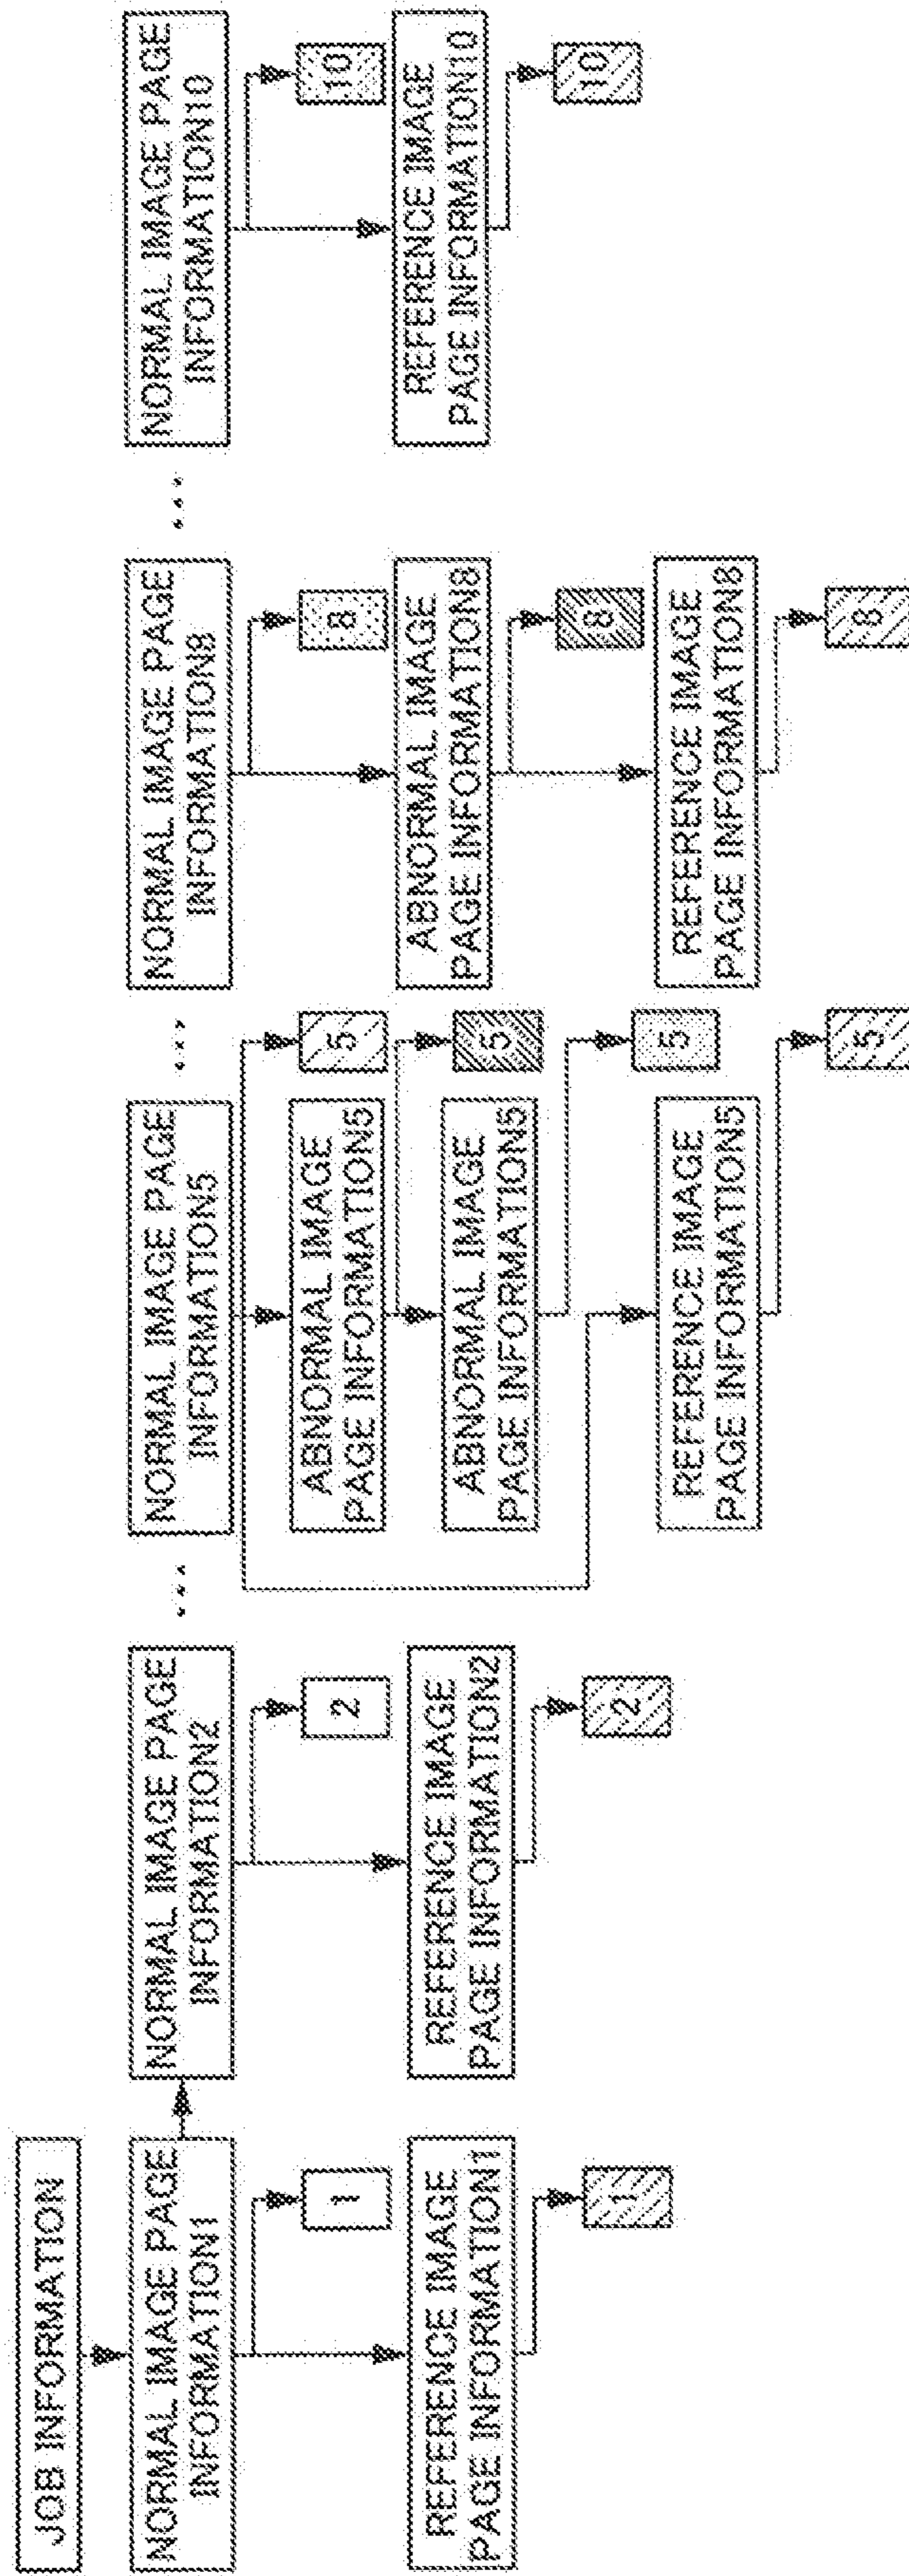 JOB INFORMATION
NORMAL IMAGE PAGE
INFORMATION1
1
REFERENCE IMAGE
PAGE INFORMATION1
1
NORMAL IMAGE PAGE
INFORMATION2
2
REFERENCE IMAGE
PAGE INFORMATION2
2
...
NORMAL IMAGE PAGE
INFORMATION5
5
ABNORMAL IMAGE
PAGE INFORMATION5
5
ABNORMAL IMAGE
PAGE INFORMATION5
5
REFERENCE IMAGE
PAGE INFORMATION5
5
...
NORMAL IMAGE PAGE
INFORMATION8
8
ABNORMAL IMAGE
PAGE INFORMATION8
8
REFERENCE IMAGE
PAGE INFORMATION8
8
...
NORMAL IMAGE PAGE
INFORMATION10
10
REFERENCE IMAGE
PAGE INFORMATION10
10